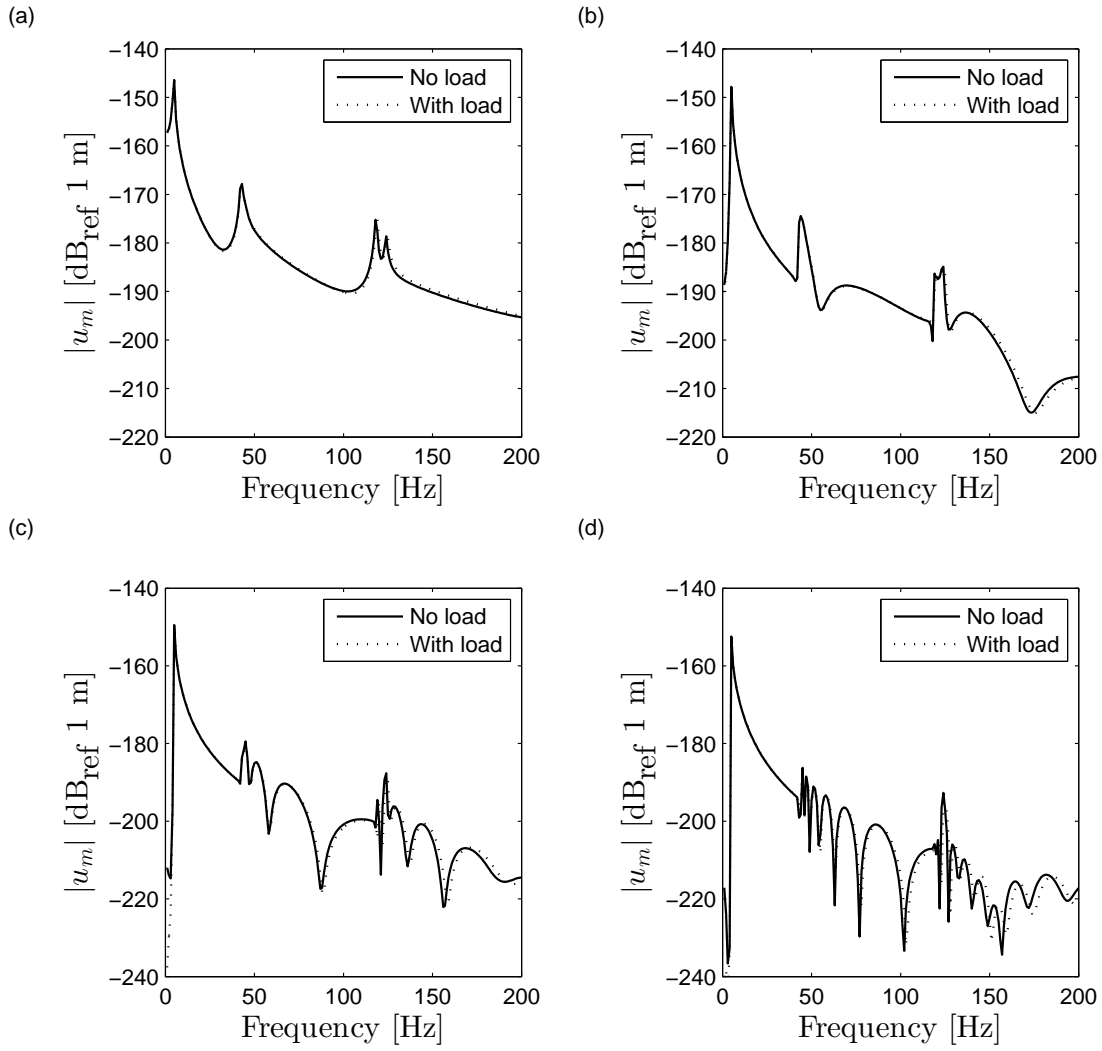 (a)
−140
−150
−160
−170
−180
−190
−200
−210
−220
0 50 100 150 200
Frequency [Hz]
|u_m| [dB_ref 1 m]
No load
With load
(b)
−140
−150
−160
−170
−180
−190
−200
−210
−220
0 50 100 150 200
Frequency [Hz]
|u_m| [dB_ref 1 m]
No load
With load
(c)
−140
−160
−180
−200
−220
−240
0 50 100 150 200
Frequency [Hz]
|u_m| [dB_ref 1 m]
No load
With load
(d)
−140
−160
−180
−200
−220
−240
0 50 100 150 200
Frequency [Hz]
|u_m| [dB_ref 1 m]
No load
With load